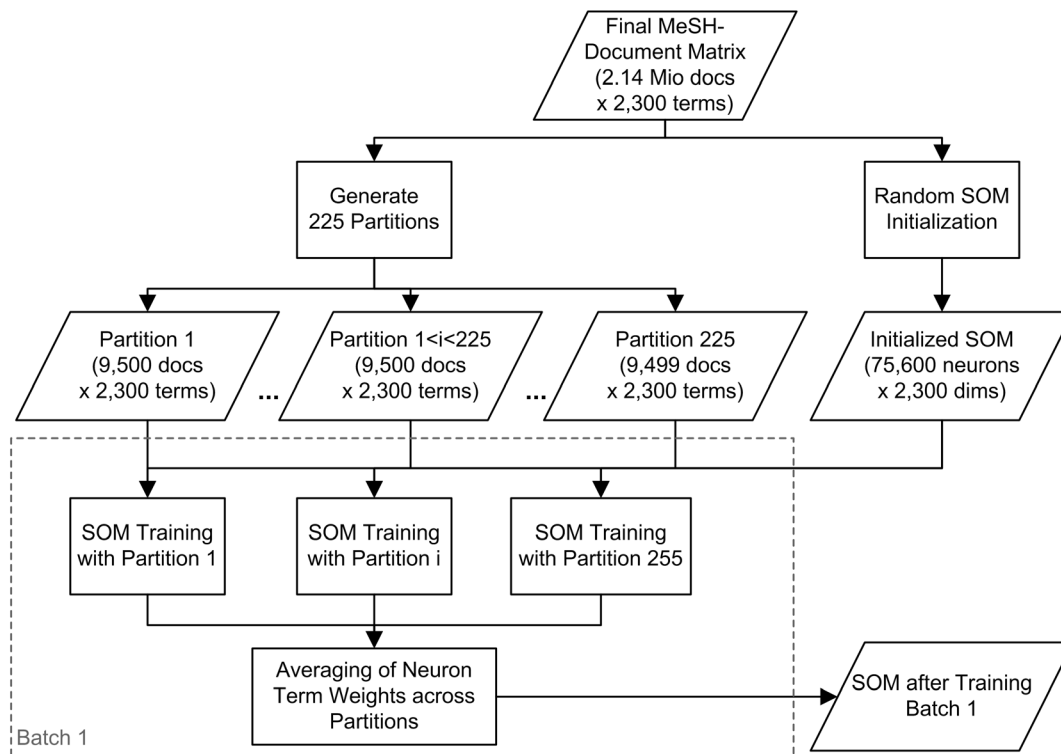 Final MeSH-
Document Matrix
(2.14 Mio docs
x 2,300 terms)
Generate
225 Partitions
Random SOM
Initialization
Partition 1
(9,500 docs
x 2,300 terms)
...
Partition 1<i<225
(9,500 docs
x 2,300 terms)
...
Partition 225
(9,499 docs
x 2,300 terms)
Initialized SOM
(75,600 neurons
x 2,300 dims)
SOM Training
with Partition 1
SOM Training
with Partition i
SOM Training
with Partition 255
Averaging of Neuron
Term Weights across
Partitions
SOM after Training
Batch 1
Batch 1